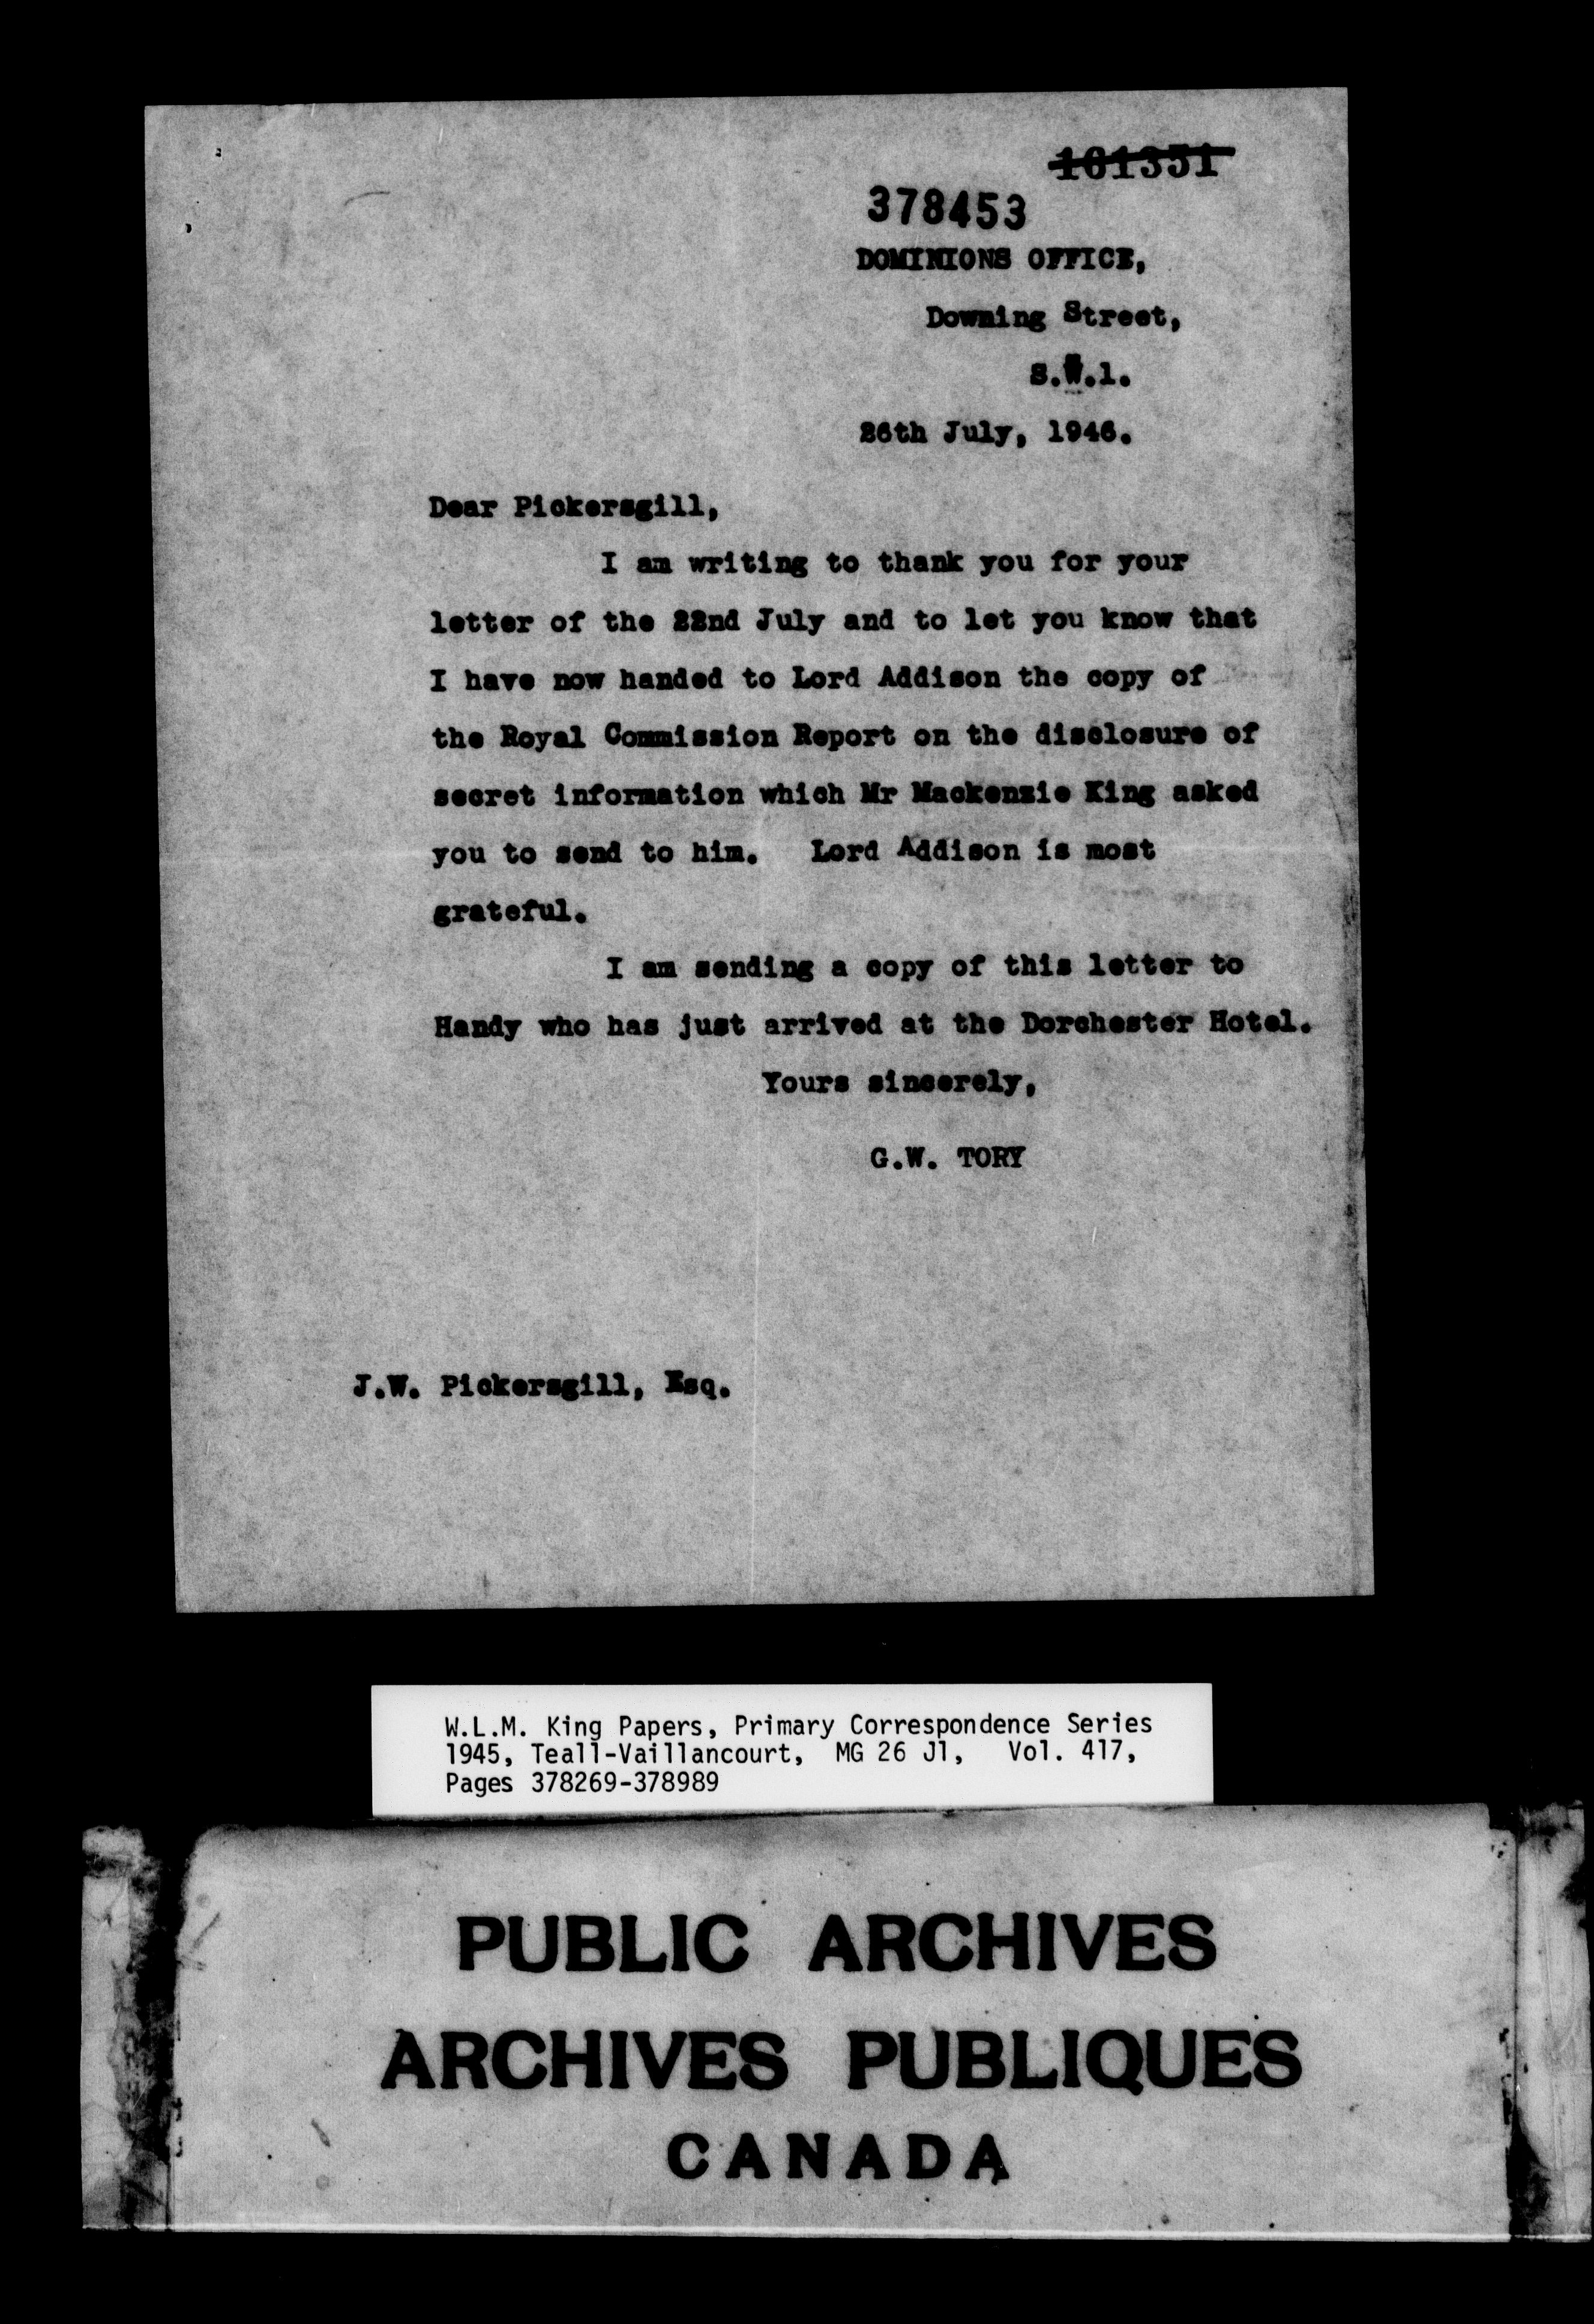 101351
378453
DOMINIONS OFFICE,
Downing Street,
S.W.1.
26th July, 1946.
Dear Pickersgill,
I am writing to thank you for your
letter of the 22nd July and to let you know that
I have now handed to Lord Addison the copy of
the Royal Commission Report on the disclosure of
secret information which Mr Mackenzie King asked
you to send to him. Lord Addison is most
grateful.
I am sending a copy of this letter to
Handy who has just arrived at the Dorchester Hotel.
Yours sincerely,
G.W. TORY
J.W. Pickersgill, Esq.
W.L.M. King Papers, Primary Correspondence Series
1945, Teall-Vaillancourt, MG 26 J1, Vol. 417,
Pages 378269-378989
PUBLIC ARCHIVES
ARCHIVES PUBLIQUES
CANADA